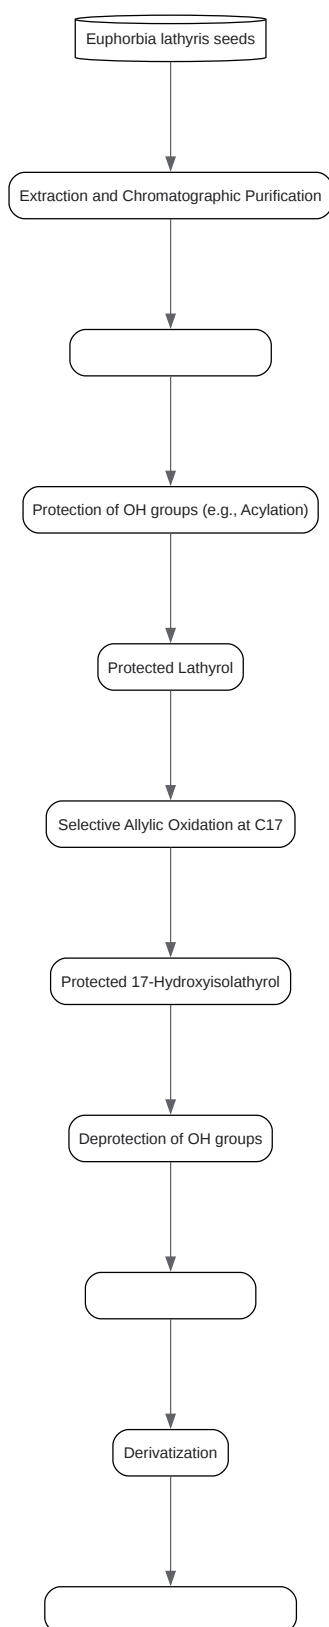 Euphorbia lathyris seeds
Extraction and Chromatographic Purification
Protection of OH groups (e.g., Acylation)
Protected Lathyrol
Selective Allylic Oxidation at C17
Protected 17-Hydroxyisolathyrol
Deprotection of OH groups
Derivatization